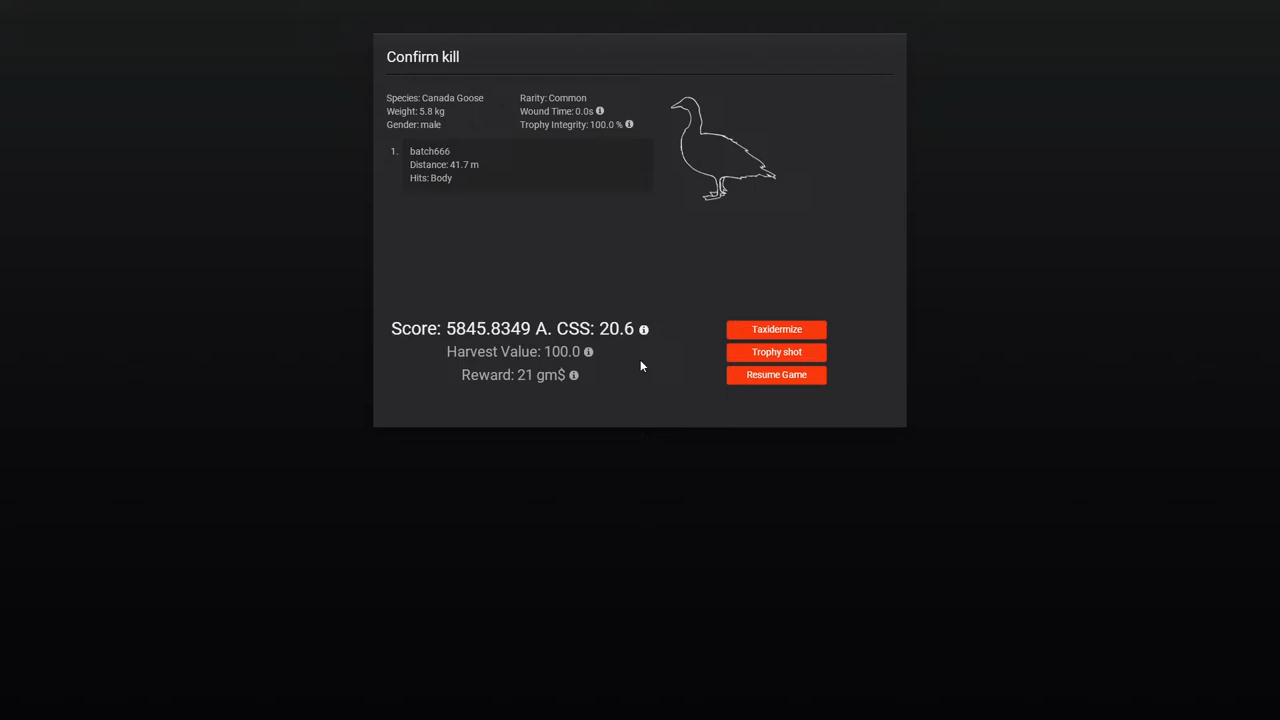 Confirm kill
Species: Canada Goose
Weight: 5.8 kg
Gender: male
Rarity: Common
Wound Time: 0.0s
Trophy Integrity: 100.0 %
1. batch666
Distance: 41.7 m
Hits: Body
Score: 5845.8349 A. CSS: 20.6
Harvest Value: 100.0
Reward: 21 gm$
Taxidermize
Trophy shot
Resume Game